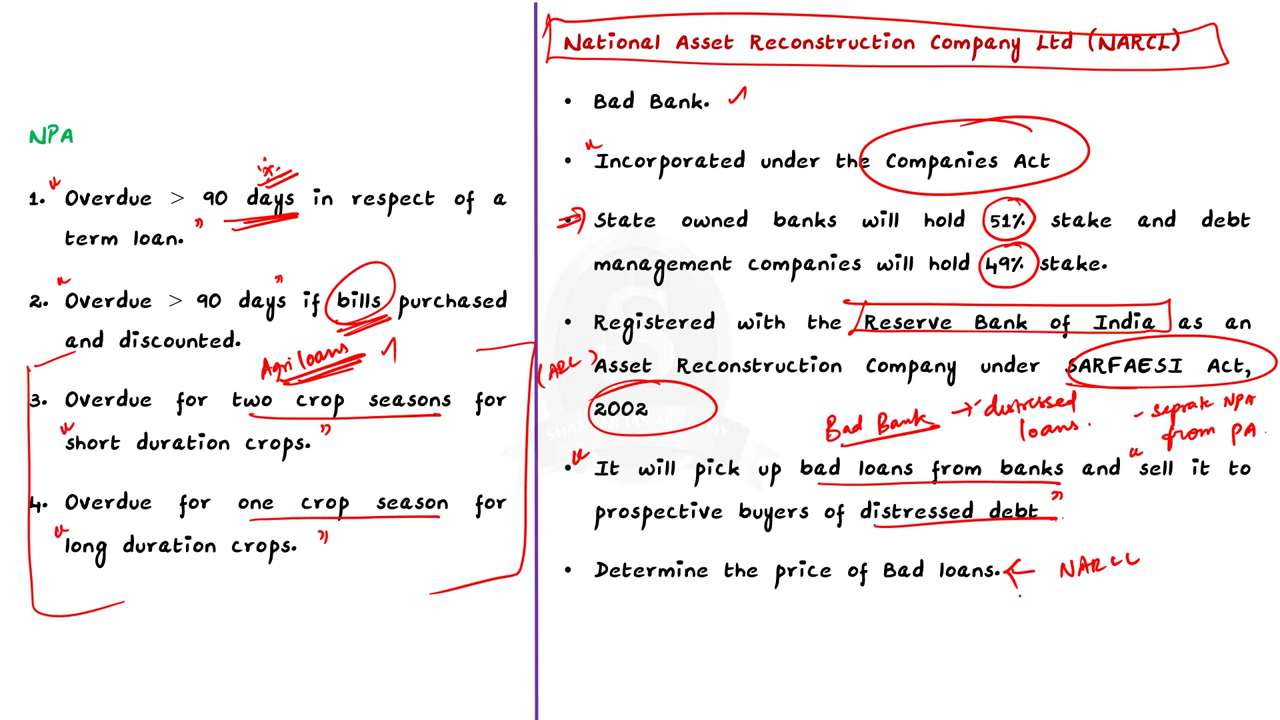 NPA
1. Overdue > 90 days in respect of a
term loan.
2. Overdue > 90 days if bills purchased
and discounted.
Agri loans
3. Overdue for two crop seasons for
short duration crops.
4. Overdue for one crop season for
long duration crops.
National Asset Reconstruction Company Ltd (NARCL)
• Bad Bank.
• Incorporated under the Companies Act
• State owned banks will hold 51% stake and debt
management companies will hold 49% stake.
• Registered with the Reserve Bank of India as an
(ARC) Asset Reconstruction Company under SARFAESI Act,
2002
Bad Bank → distressed
loans.
- seprate NPA
from PA.
• It will pick up bad loans from banks and sell it to
prospective buyers of distressed debt
• Determine the price of Bad loans. ← NARCL